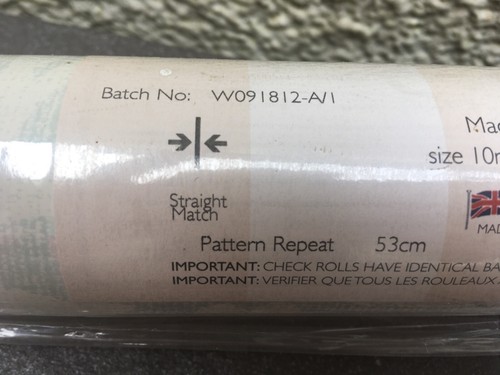 Batch No: W091812-A/1
Mad
size 10m
Straight
Match
MAD
Pattern Repeat 53cm
IMPORTANT: CHECK ROLLS HAVE IDENTICAL BA
IMPORTANT: VERIFIER QUE TOUS LES ROULEAUX